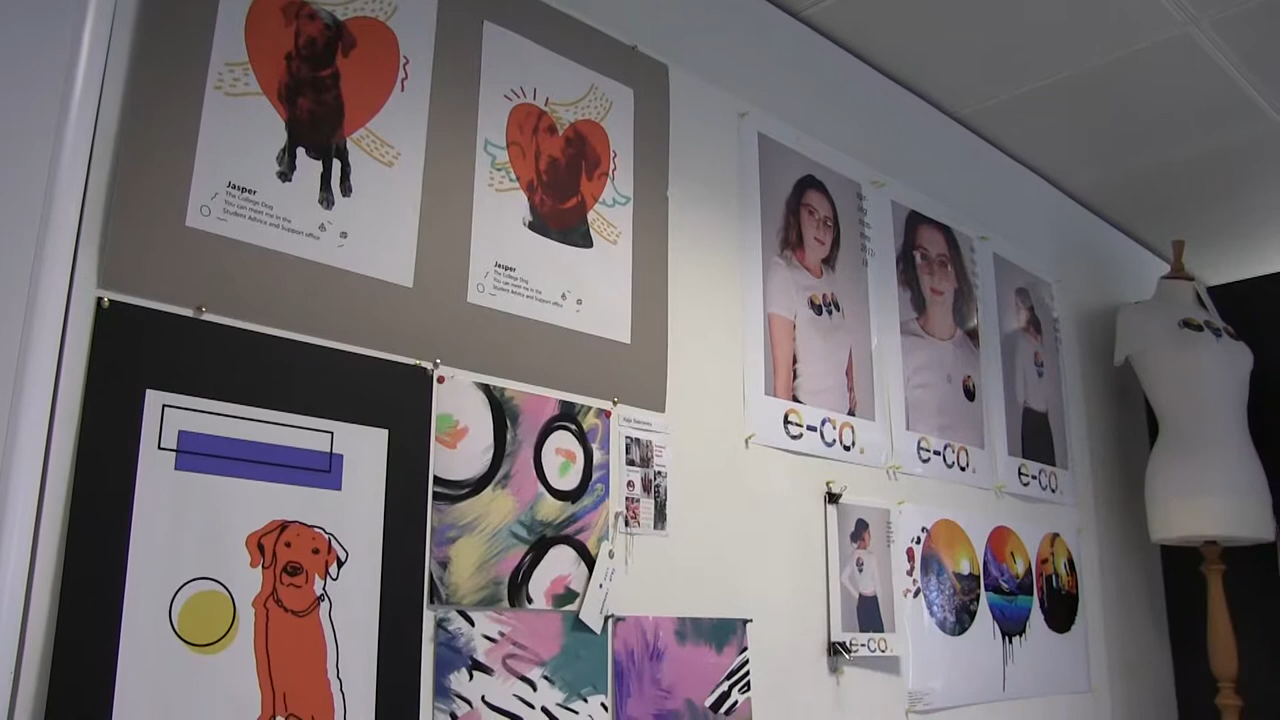 Jasper
The College Dog
You can meet me in the
Student Advice and Support office
Jasper
The College Dog
You can meet me in the
Student Advice and Support office
e-co.
e-co.
e-co.
e-co.